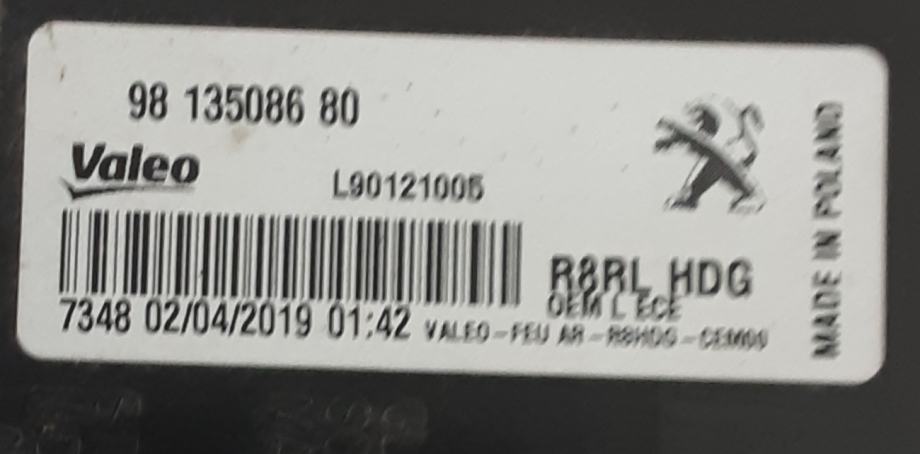 98 135086 80
Valeo
L90121005
R8RL HDG
OEM L ECE
7348 02/04/2019 01:42 VALEO-FEU AR-R8HDG-CEM00
MADE IN POLAND